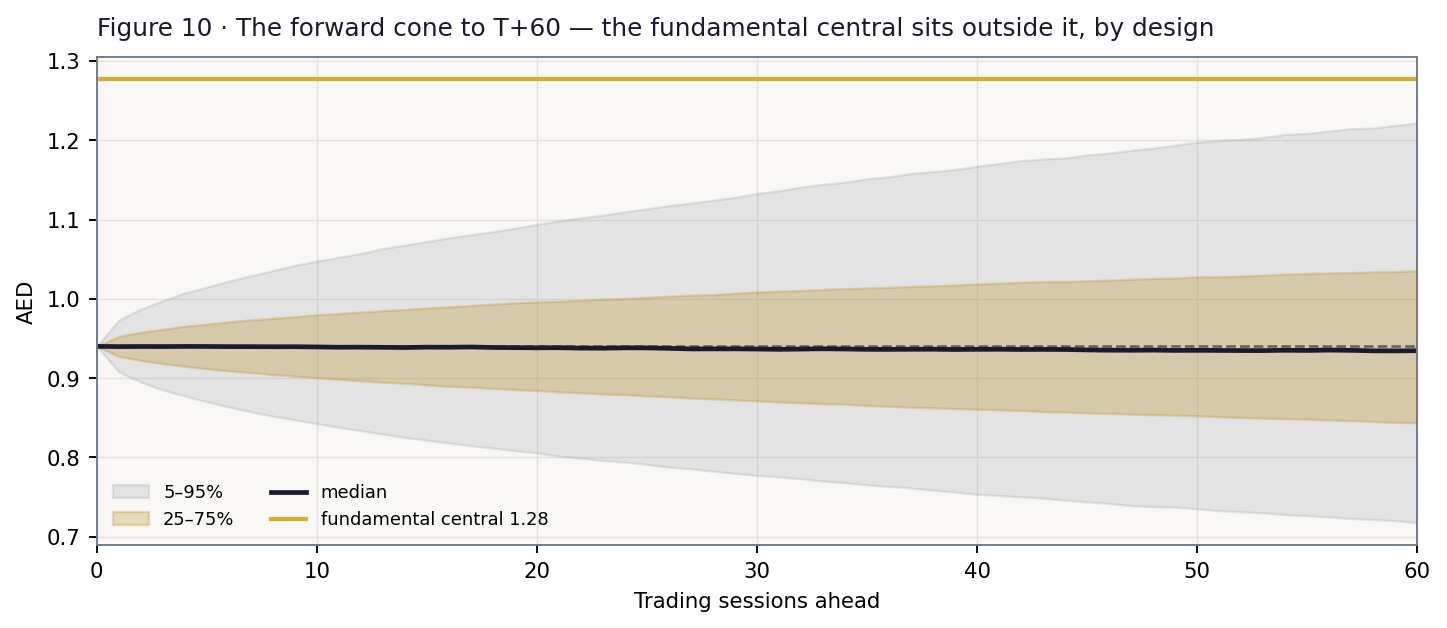 Figure 10 · The forward cone to T+60 — the fundamental central sits outside it, by design
1.3
1.2
1.1
1.0
0.9
0.8
0.7
AED
5–95%
25–75%
median
fundamental central 1.28
0 10 20 30 40 50 60
Trading sessions ahead